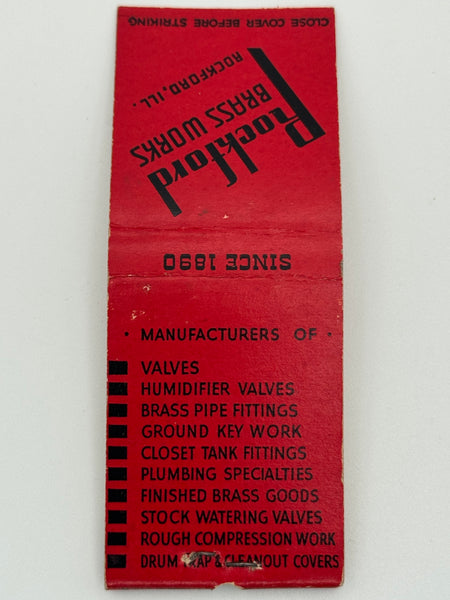 CLOSE COVER BEFORE STRIKING
Rockford
BRASS WORKS
ROCKFORD, ILL.
SINCE 1890
• MANUFACTURERS OF •
VALVES
HUMIDIFIER VALVES
BRASS PIPE FITTINGS
GROUND KEY WORK
CLOSET TANK FITTINGS
PLUMBING SPECIALTIES
FINISHED BRASS GOODS
STOCK WATERING VALVES
ROUGH COMPRESSION WORK
DRUM TRAP & CLEANOUT COVERS